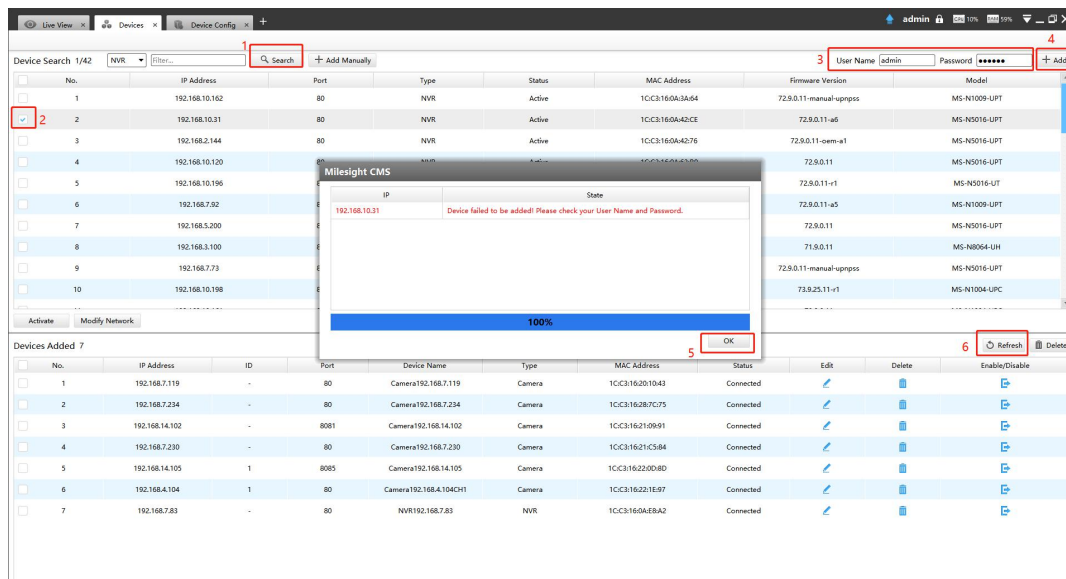 Live View × Devices × Device Config × + admin CPU 10% RAM 59%
1 4
Device Search 1/42 NVR Filter... Search + Add Manually 3 User Name admin Password ●●●●●● + Add
No. IP Address Port Type Status MAC Address Firmware Version Model
1 192.168.10.162 80 NVR Active 1C:C3:16:0A:3A:64 72.9.0.11-manual-upnpss MS-N1009-UPT
2 2 192.168.10.31 80 NVR Active 1C:C3:16:0A:42:CE 72.9.0.11-a6 MS-N5016-UPT
3 192.168.2.144 80 NVR Active 1C:C3:16:0A:42:76 72.9.0.11-oem-a1 MS-N5016-UPT
4 192.168.10.120 72.9.0.11 MS-N5016-UPT
5 192.168.10.196 72.9.0.11-r1 MS-N5016-UT
6 192.168.7.92 72.9.0.11-a5 MS-N1009-UPT
7 192.168.5.200 72.9.0.11 MS-N5016-UPT
8 192.168.3.100 71.9.0.11 MS-N8064-UH
9 192.168.7.73 72.9.0.11-manual-upnpss MS-N5016-UPT
10 192.168.10.198 73.9.25.11-r1 MS-N1004-UPC
Milesight CMS
IP State
192.168.10.31 Device failed to be added! Please check your User Name and Password.
100%
5 OK
Activate Modify Network
Devices Added 7 6 Refresh Delete
No. IP Address ID Port Device Name Type MAC Address Status Edit Delete Enable/Disable
1 192.168.7.119 - 80 Camera192.168.7.119 Camera 1C:C3:16:20:10:43 Connected
2 192.168.7.234 - 80 Camera192.168.7.234 Camera 1C:C3:16:28:7C:75 Connected
3 192.168.14.102 - 8081 Camera192.168.14.102 Camera 1C:C3:16:21:09:91 Connected
4 192.168.7.230 - 80 Camera192.168.7.230 Camera 1C:C3:16:21:C5:84 Connected
5 192.168.14.105 1 8085 Camera192.168.14.105 Camera 1C:C3:16:22:0D:8D Connected
6 192.168.4.104 1 80 Camera192.168.4.104CH1 Camera 1C:C3:16:22:1E:97 Connected
7 192.168.7.83 - 80 NVR192.168.7.83 NVR 1C:C3:16:0A:E8:A2 Connected